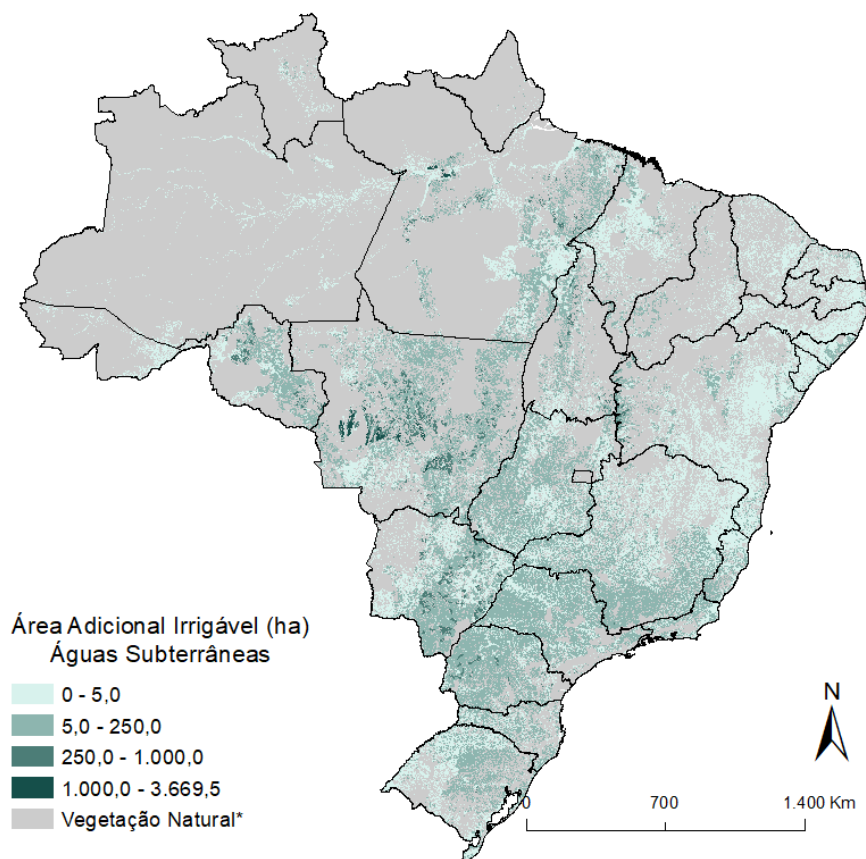 Área Adicional Irrigável (ha)
Águas Subterrâneas
0 - 5,0
5,0 - 250,0
250,0 - 1.000,0
1.000,0 - 3.669,5
Vegetação Natural*
N
0 700 1.400 Km